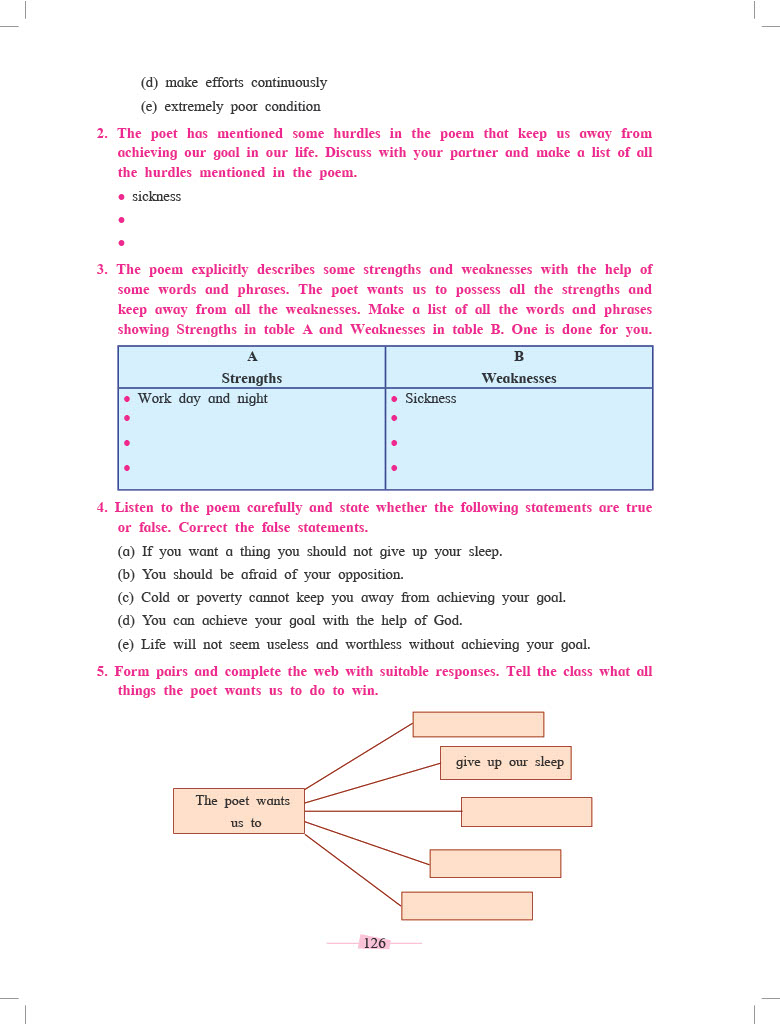 (d) make efforts continuously
(e) extremely poor condition
2. The poet has mentioned some hurdles in the poem that keep us away from
achieving our goal in our life. Discuss with your partner and make a list of all
the hurdles mentioned in the poem.
• sickness
•
•
3. The poem explicitly describes some strengths and weaknesses with the help of
some words and phrases. The poet wants us to possess all the strengths and
keep away from all the weaknesses. Make a list of all the words and phrases
showing Strengths in table A and Weaknesses in table B. One is done for you.
A
Strengths
B
Weaknesses
• Work day and night
•
•
•
• Sickness
•
•
•
4. Listen to the poem carefully and state whether the following statements are true
or false. Correct the false statements.
(a) If you want a thing you should not give up your sleep.
(b) You should be afraid of your opposition.
(c) Cold or poverty cannot keep you away from achieving your goal.
(d) You can achieve your goal with the help of God.
(e) Life will not seem useless and worthless without achieving your goal.
5. Form pairs and complete the web with suitable responses. Tell the class what all
things the poet wants us to do to win.
give up our sleep
The poet wants
us to
126